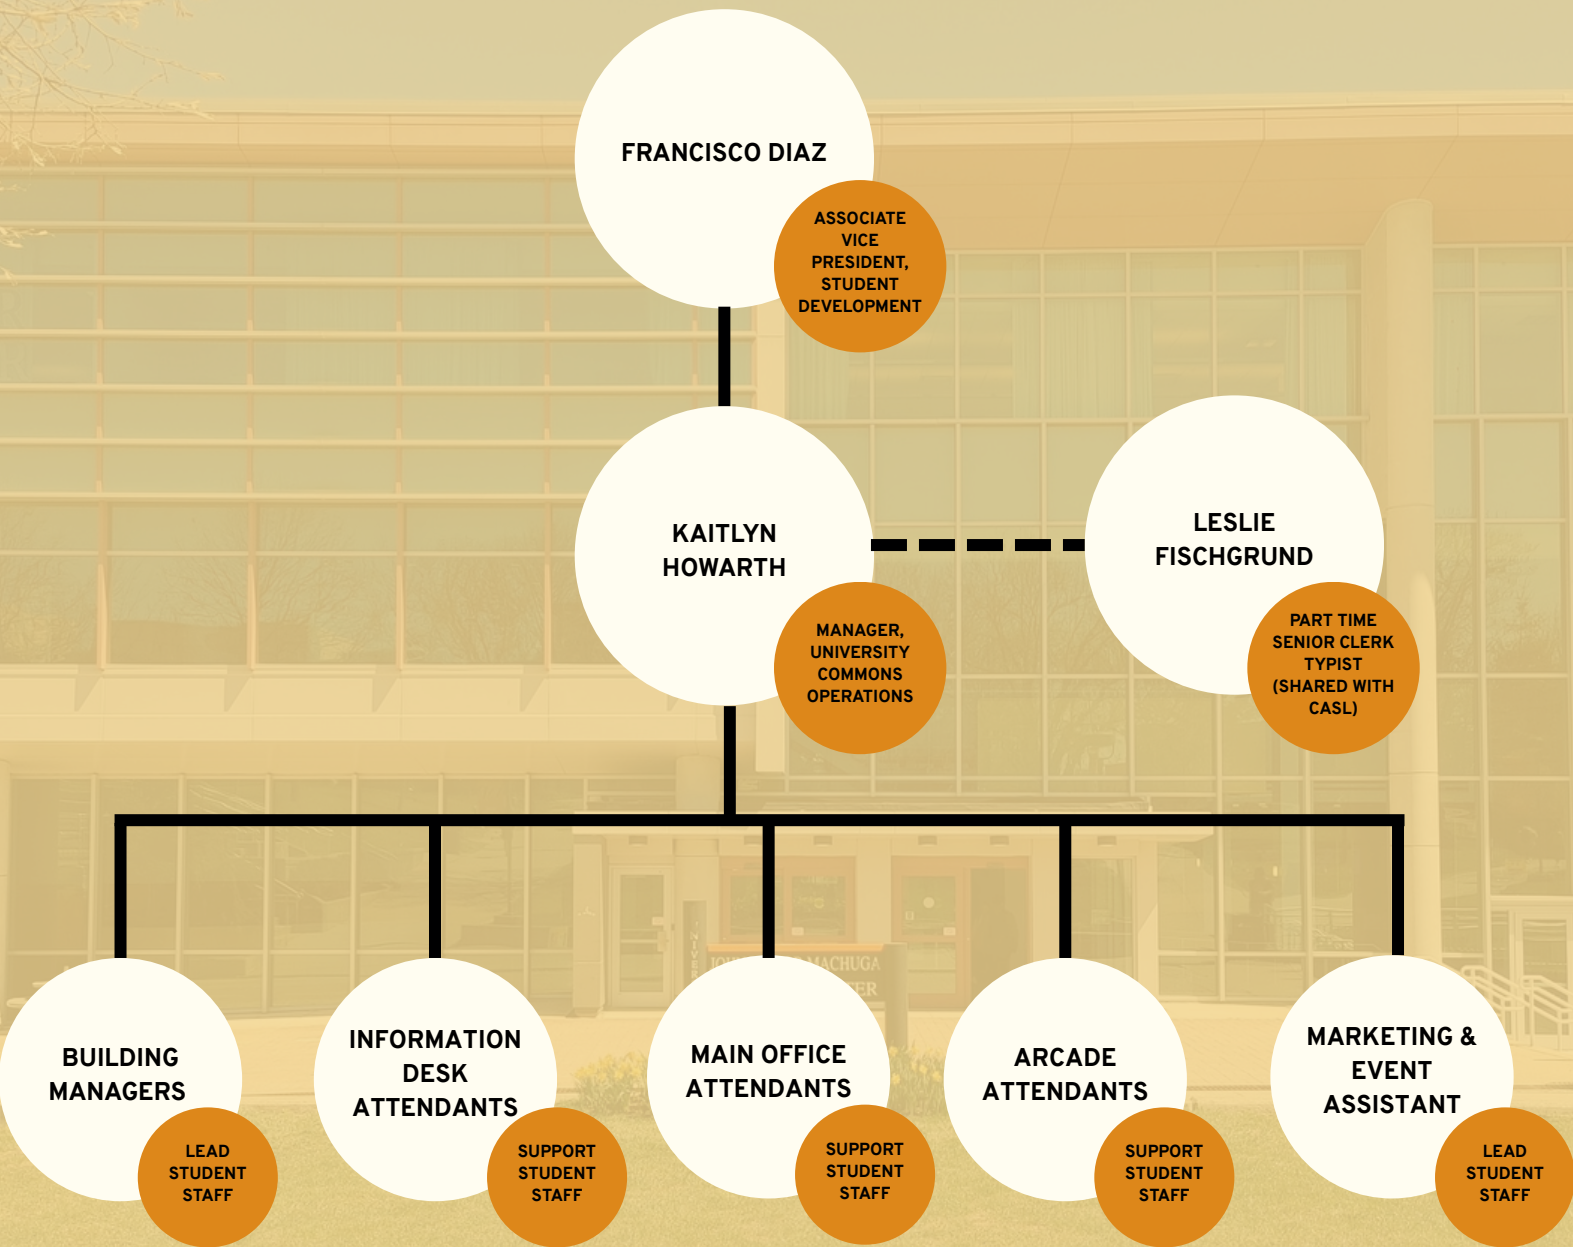 FRANCISCO DIAZ
ASSOCIATE
VICE
PRESIDENT,
STUDENT
DEVELOPMENT
KAITLYN
HOWARTH
MANAGER,
UNIVERSITY
COMMONS
OPERATIONS
LESLIE
FISCHGRUND
PART TIME
SENIOR CLERK
TYPIST
(SHARED WITH
CASL)
BUILDING
MANAGERS
LEAD
STUDENT
STAFF
INFORMATION
DESK
ATTENDANTS
SUPPORT
STUDENT
STAFF
MAIN OFFICE
ATTENDANTS
SUPPORT
STUDENT
STAFF
ARCADE
ATTENDANTS
SUPPORT
STUDENT
STAFF
MARKETING &
EVENT
ASSISTANT
LEAD
STUDENT
STAFF
MACHUGA